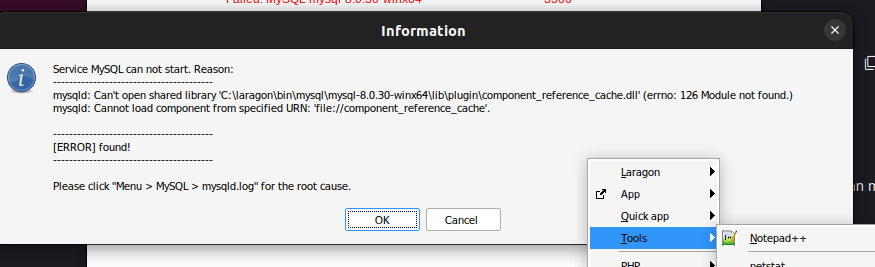 Failed: MySQL mysql-8.0.30-winx64 3306
Information
Service MySQL can not start. Reason:
----------------------------------------
mysqld: Can't open shared library 'C:\laragon\bin\mysql\mysql-8.0.30-winx64\lib\plugin\component_reference_cache.dll' (errno: 126 Module not found.)
mysqld: Cannot load component from specified URN: 'file://component_reference_cache'.
----------------------------------------
[ERROR] found!
----------------------------------------
Please click "Menu > MySQL > mysqld.log" for the root cause.
OK Cancel
Laragon
App
Quick app
Tools
Notepad++
PHP
netstat